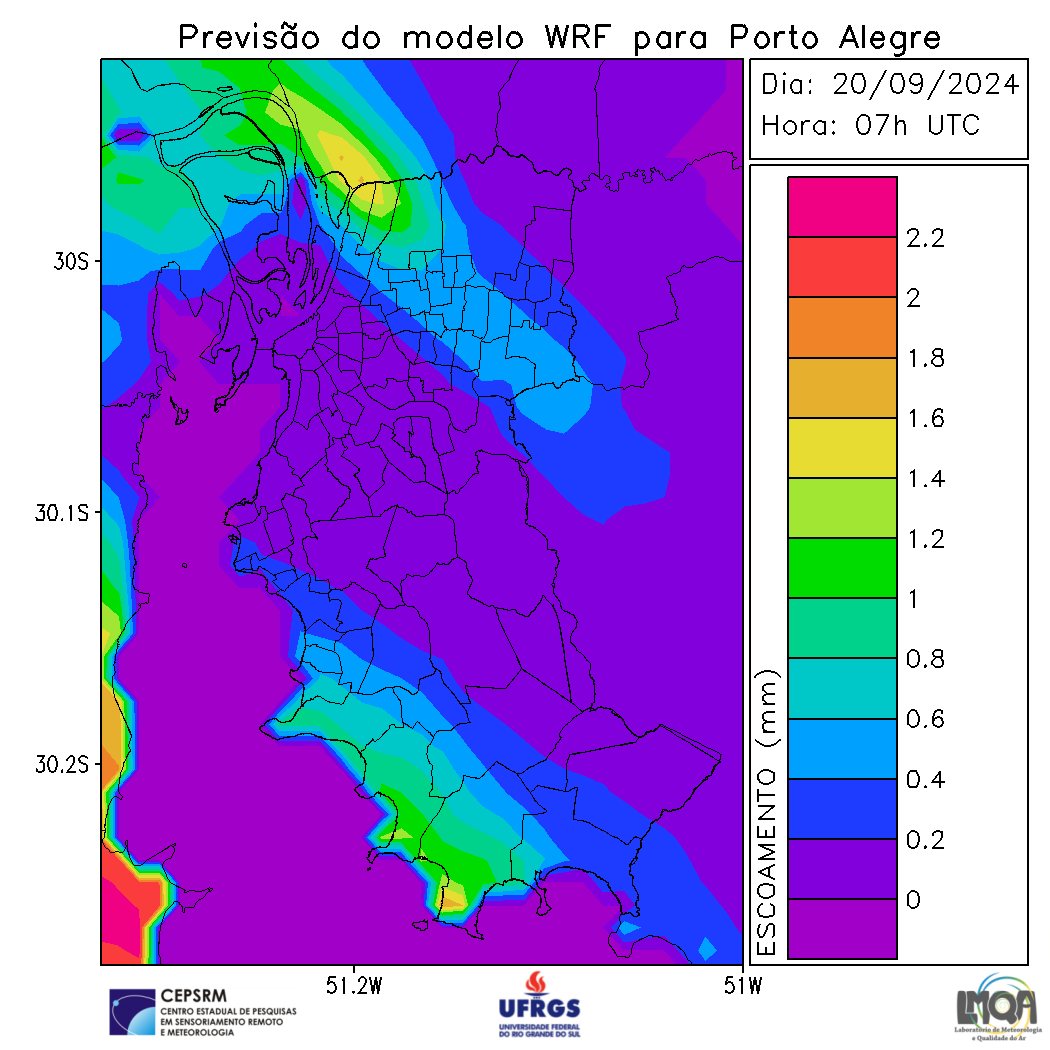 Previsão do modelo WRF para Porto Alegre
Dia: 20/09/2024
Hora: 07h UTC
30S
30.1S
30.2S
51.2W
51W
ESCOAMENTO (mm)
2.2
2
1.8
1.6
1.4
1.2
1
0.8
0.6
0.4
0.2
0
CEPSRM
CENTRO ESTADUAL DE PESQUISAS
EM SENSORIAMENTO REMOTO
E METEOROLOGIA
UFRGS
UNIVERSIDADE FEDERAL
DO RIO GRANDE DO SUL
LMQA
Laboratório de Meteorologia
e Qualidade do Ar